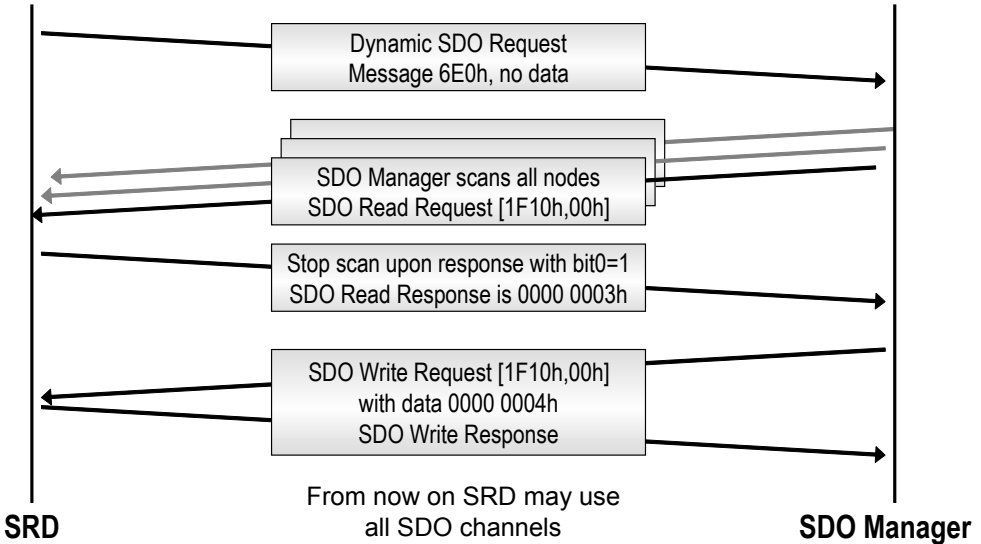 Dynamic SDO Request
Message 6E0h, no data
SDO Manager scans all nodes
SDO Read Request [1F10h,00h]
Stop scan upon response with bit0=1
SDO Read Response is 0000 0003h
SDO Write Request [1F10h,00h]
with data 0000 0004h
SDO Write Response
From now on SRD may use
all SDO channels
SRD
SDO Manager